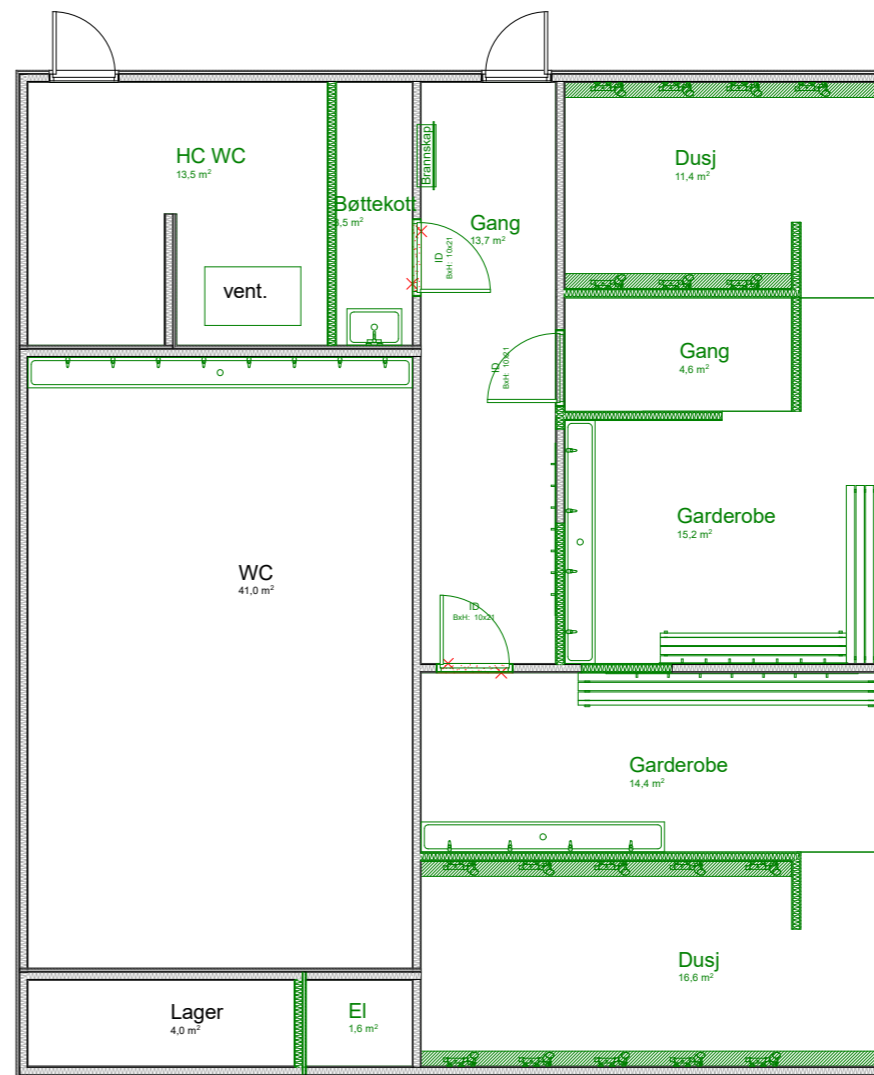 HC WC
13,5 m²
Bøttekott
,5 m²
Brannskap
Gang
13,7 m²
Dusj
11,4 m²
ID
BxH: 10x21
vent.
Gang
4,6 m²
ID
BxH: 10x21
Garderobe
15,2 m²
WC
41,0 m²
ID
BxH: 10x21
Garderobe
14,4 m²
Dusj
16,6 m²
Lager
4,0 m²
El
1,6 m²